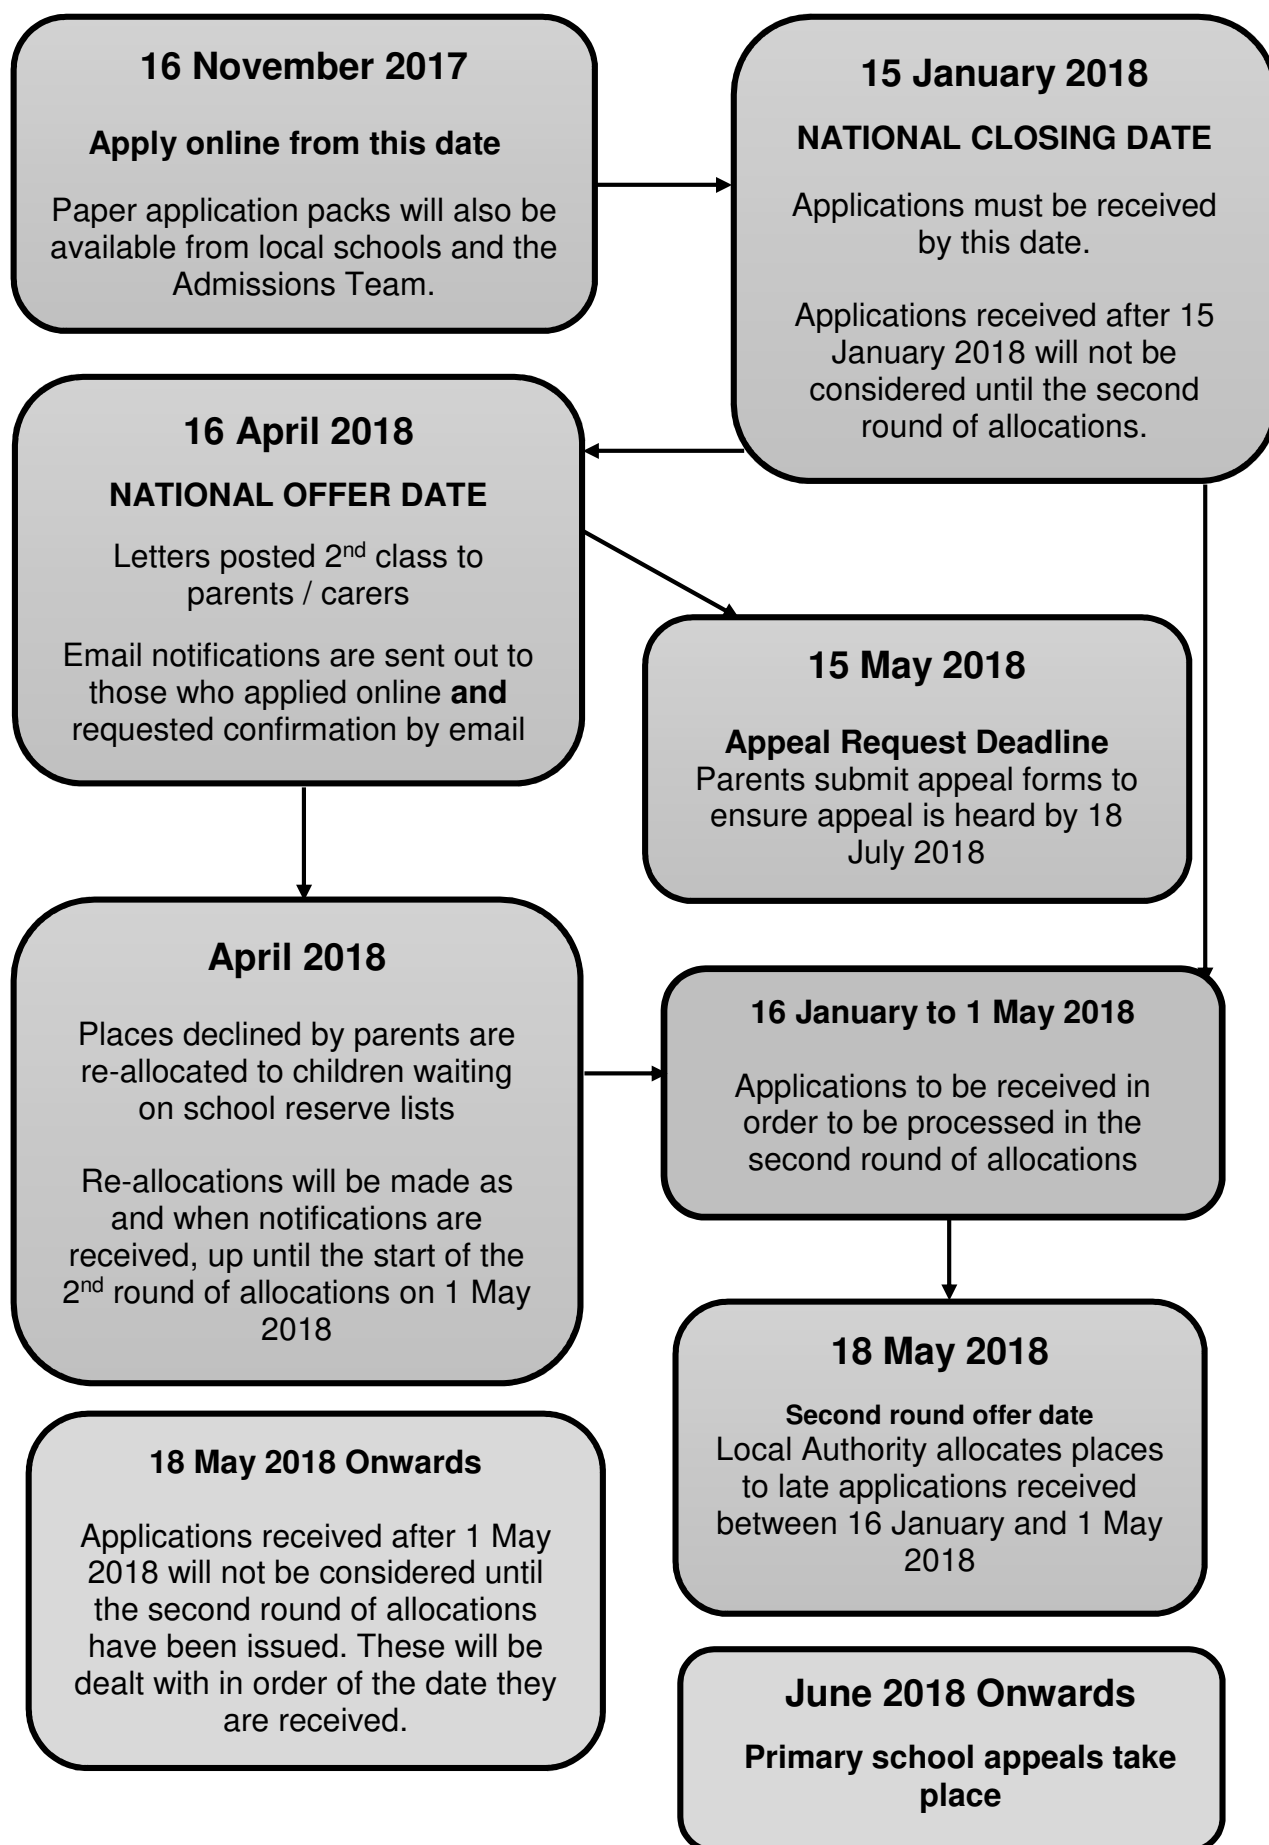 16 November 2017
Apply online from this date
Paper application packs will also be
available from local schools and the
Admissions Team.
15 January 2018
NATIONAL CLOSING DATE
Applications must be received
by this date.
Applications received after 15
January 2018 will not be
considered until the second
round of allocations.
16 April 2018
NATIONAL OFFER DATE
Letters posted 2nd class to
parents / carers
Email notifications are sent out to
those who applied online and
requested confirmation by email
15 May 2018
Appeal Request Deadline
Parents submit appeal forms to
ensure appeal is heard by 18
July 2018
April 2018
Places declined by parents are
re-allocated to children waiting
on school reserve lists
Re-allocations will be made as
and when notifications are
received, up until the start of the
2nd round of allocations on 1 May
2018
16 January to 1 May 2018
Applications to be received in
order to be processed in the
second round of allocations
18 May 2018
Second round offer date
Local Authority allocates places
to late applications received
between 16 January and 1 May
2018
18 May 2018 Onwards
Applications received after 1 May
2018 will not be considered until
the second round of allocations
have been issued. These will be
dealt with in order of the date they
are received.
June 2018 Onwards
Primary school appeals take
place